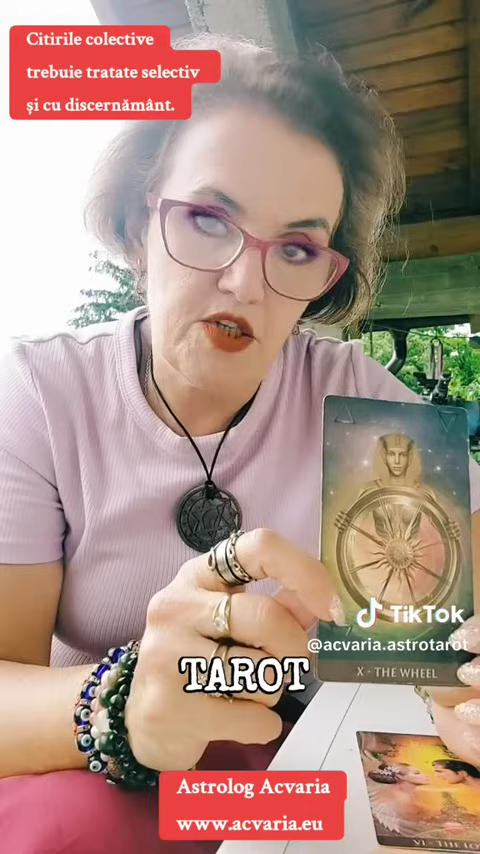 Citirile colective
trebuie tratate selectiv
și cu discernământ.
TikTok
@acvaria.astrotarot
TAROT
X - THE WHEEL
Astrolog Acvaria
www.acvaria.eu